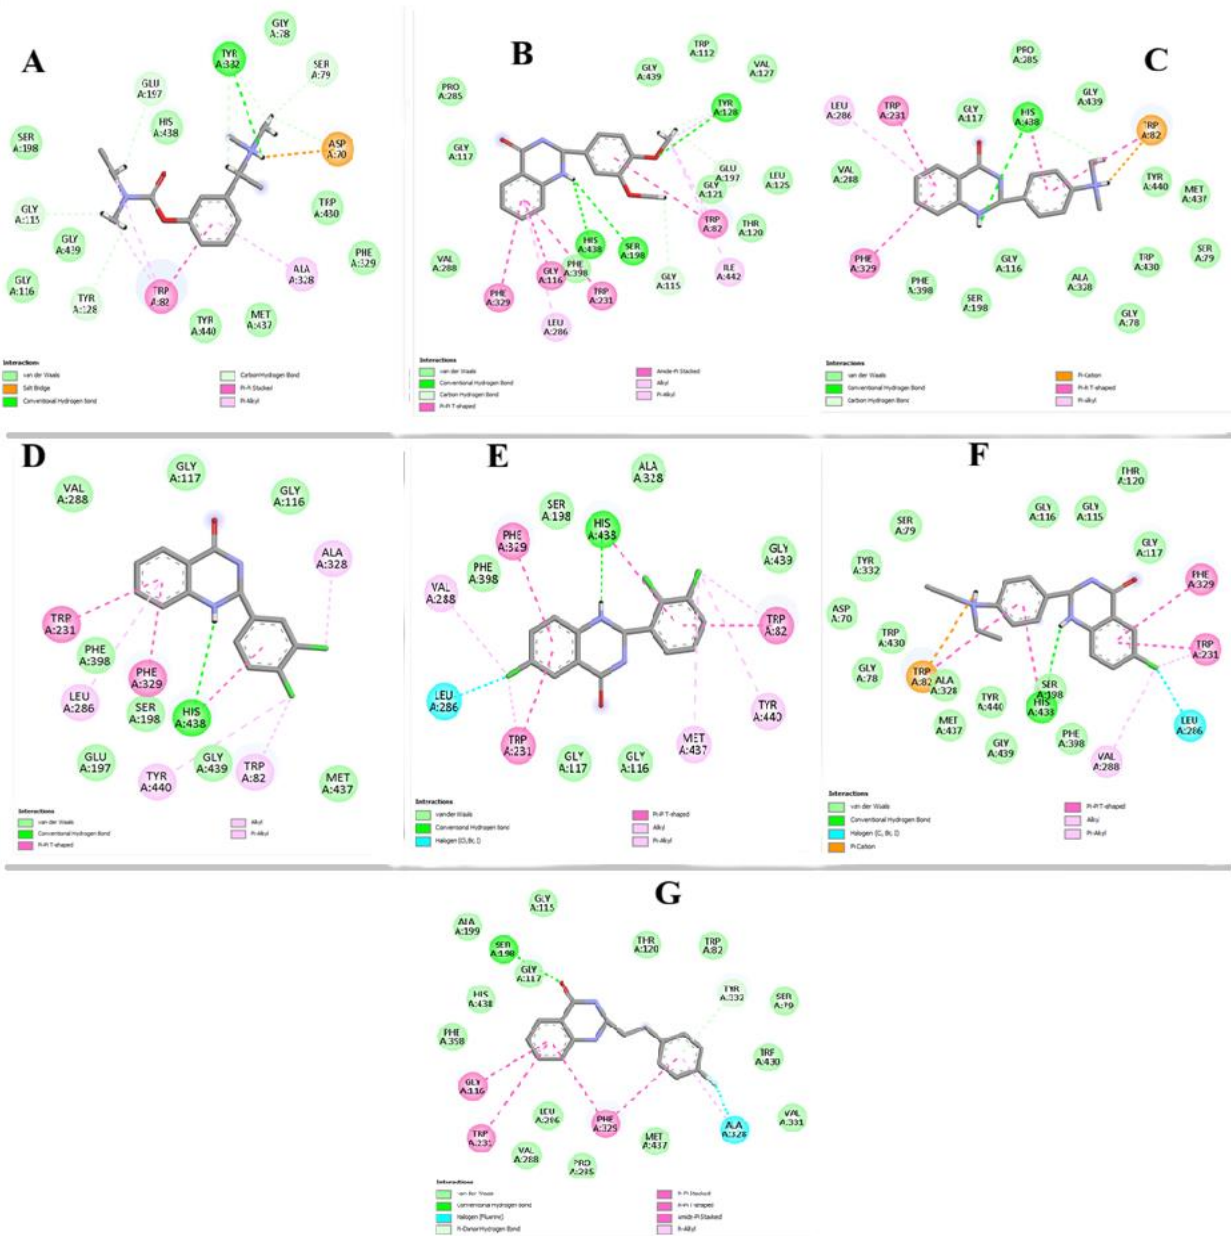 A
GLY
A:78
TYR
A:332
SER
A:79
GLU
A:197
HIS
A:438
SER
A:198
ASP
A:70
GLY
A:115
TRP
A:430
GLY
A:439
PHE
A:329
GLY
A:116
ALA
A:328
TYR
A:128
TRP
A:82
TYR
A:440
MET
A:437
Interactions
van der Waals
Salt Bridge
Conventional Hydrogen Bond
Carbon Hydrogen Bond
Pi-Pi Stacked
Pi-Alkyl
B
TRP
A:112
GLY
A:439
VAL
A:127
PRO
A:285
TYR
A:128
GLY
A:117
GLU
A:197
LEU
A:125
GLY
A:121
TRP
A:82
THR
A:120
HIS
A:438
SER
A:198
VAL
A:288
PHE
A:398
GLY
A:116
ILE
A:442
GLY
A:115
PHE
A:329
TRP
A:231
LEU
A:286
Interactions
van der Waals
Conventional Hydrogen Bond
Carbon Hydrogen Bond
Pi-Pi T-shaped
Amide-Pi Stacked
Alkyl
Pi-Alkyl
C
PRO
A:285
LEU
A:286
TRP
A:231
GLY
A:117
HIS
A:438
GLY
A:439
TRP
A:82
VAL
A:288
TYR
A:440
MET
A:437
PHE
A:329
GLY
A:116
TRP
A:430
SER
A:79
PHE
A:398
SER
A:198
ALA
A:328
GLY
A:78
Interactions
van der Waals
Conventional Hydrogen Bond
Carbon Hydrogen Bond
Pi-Cation
Pi-Pi T-shaped
Pi-Alkyl
D
GLY
A:117
VAL
A:288
GLY
A:116
ALA
A:328
TRP
A:231
PHE
A:398
PHE
A:329
LEU
A:286
SER
A:198
HIS
A:438
GLU
A:197
TYR
A:440
GLY
A:439
TRP
A:82
MET
A:437
Interactions
van der Waals
Conventional Hydrogen Bond
Pi-Pi T-shaped
Alkyl
Pi-Alkyl
E
ALA
A:328
SER
A:198
HIS
A:438
PHE
A:329
GLY
A:439
PHE
A:398
VAL
A:288
TRP
A:82
LEU
A:286
TYR
A:440
TRP
A:231
MET
A:437
GLY
A:117
GLY
A:116
Interactions
van der Waals
Conventional Hydrogen Bond
Halogen (Cl, Br, I)
Pi-Pi T-shaped
Alkyl
Pi-Alkyl
F
THR
A:120
GLY
A:116
GLY
A:115
SER
A:79
GLY
A:117
TYR
A:332
PHE
A:329
ASP
A:70
TRP
A:430
TRP
A:231
GLY
A:78
TRP
A:82
ALA
A:328
SER
A:198
TYR
A:440
HIS
A:438
LEU
A:286
MET
A:437
GLY
A:439
PHE
A:398
VAL
A:288
Interactions
van der Waals
Conventional Hydrogen Bond
Halogen (Cl, Br, I)
Pi-Cation
Pi-Pi T-shaped
Alkyl
Pi-Alkyl
G
GLY
A:115
ALA
A:199
SER
A:198
THR
A:120
TRP
A:82
GLY
A:117
HIS
A:438
TYR
A:332
SER
A:79
PHE
A:398
TRP
A:430
GLY
A:116
LEU
A:286
PHE
A:329
VAL
A:331
TRP
A:231
MET
A:437
ALA
A:328
VAL
A:288
PRO
A:285
Interactions
van der Waals
Conventional Hydrogen Bond
Halogen (Fluorine)
Pi-Donor Hydrogen Bond
Pi-Pi Stacked
Pi-Pi T-shaped
Amide-Pi Stacked
Pi-Alkyl